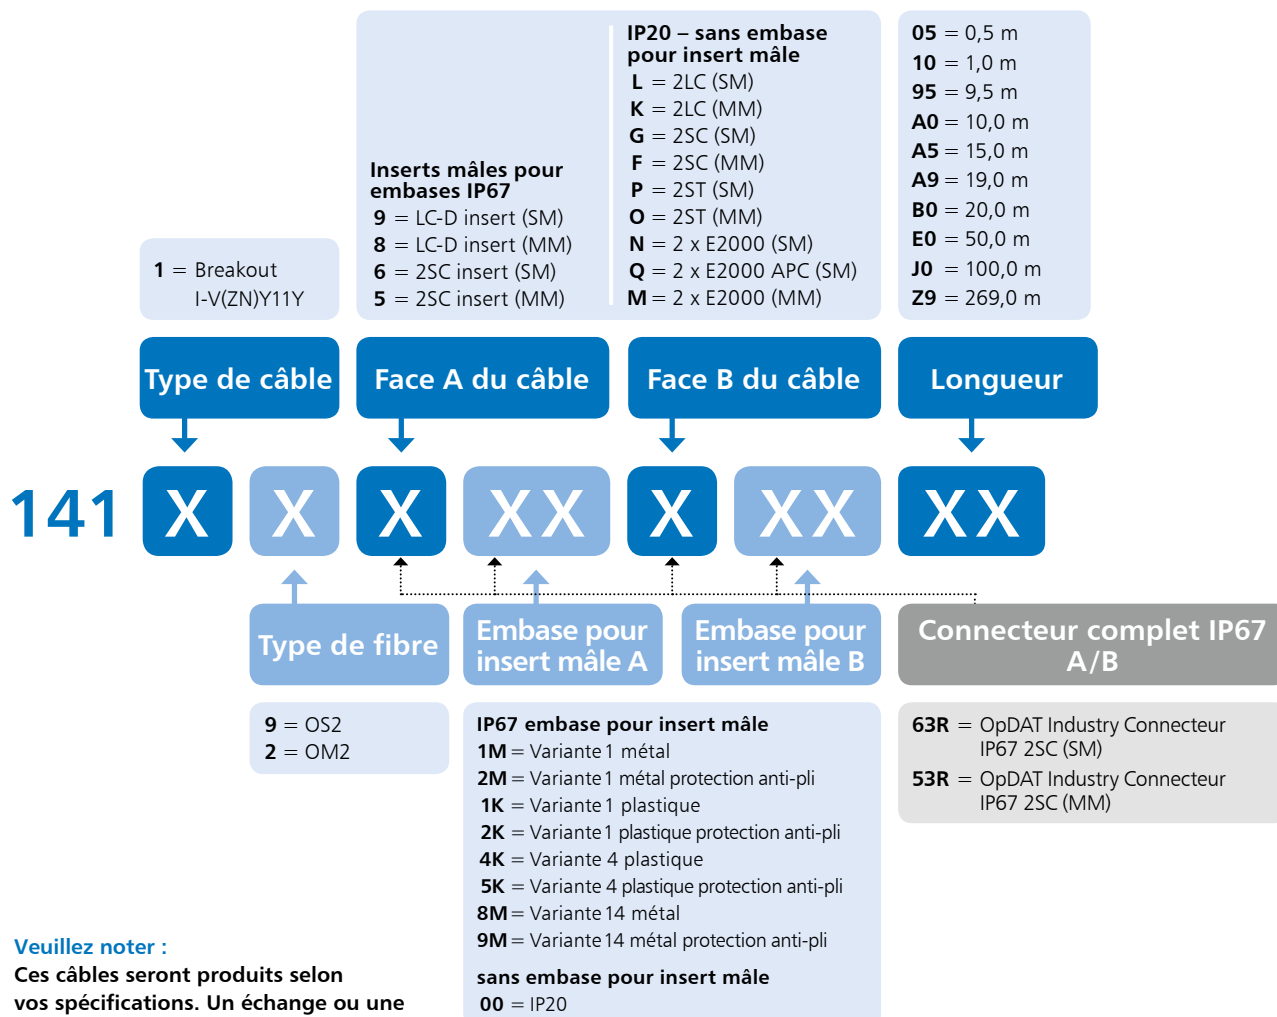 Inserts mâles pour
embases IP67
9 = LC-D insert (SM)
8 = LC-D insert (MM)
6 = 2SC insert (SM)
5 = 2SC insert (MM)
IP20 – sans embase
pour insert mâle
L = 2LC (SM)
K = 2LC (MM)
G = 2SC (SM)
F = 2SC (MM)
P = 2ST (SM)
O = 2ST (MM)
N = 2 x E2000 (SM)
Q = 2 x E2000 APC (SM)
M = 2 x E2000 (MM)
05 = 0,5 m
10 = 1,0 m
95 = 9,5 m
A0 = 10,0 m
A5 = 15,0 m
A9 = 19,0 m
B0 = 20,0 m
E0 = 50,0 m
J0 = 100,0 m
Z9 = 269,0 m
1 = Breakout
I-V(ZN)Y11Y
Type de câble
Face A du câble
Face B du câble
Longueur
141 X X X XX X XX XX
Type de fibre
Embase pour
insert mâle A
Embase pour
insert mâle B
Connecteur complet IP67
A/B
9 = OS2
2 = OM2
IP67 embase pour insert mâle
1M = Variante 1 métal
2M = Variante 1 métal protection anti-pli
1K = Variante 1 plastique
2K = Variante 1 plastique protection anti-pli
4K = Variante 4 plastique
5K = Variante 4 plastique protection anti-pli
8M = Variante 14 métal
9M = Variante 14 métal protection anti-pli
sans embase pour insert mâle
00 = IP20
63R = OpDAT Industry Connecteur
IP67 2SC (SM)
53R = OpDAT Industry Connecteur
IP67 2SC (MM)
Veuillez noter :
Ces câbles seront produits selon
vos spécifications. Un échange ou une